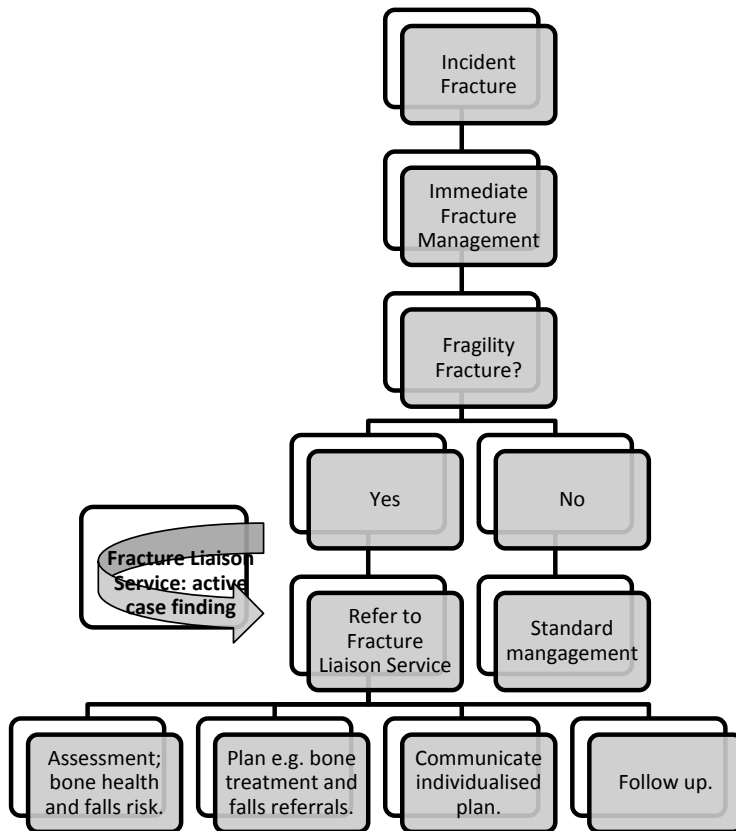 Incident
Fracture
Immediate
Fracture
Management
Fragility
Fracture?
Yes
No
Fracture Liaison
Service: active
case finding
Refer to
Fracture
Liaison Service
Standard
mangagement
Assessment;
bone health
and falls risk.
Plan e.g. bone
treatment and
falls referrals.
Communicate
individualised
plan.
Follow up.